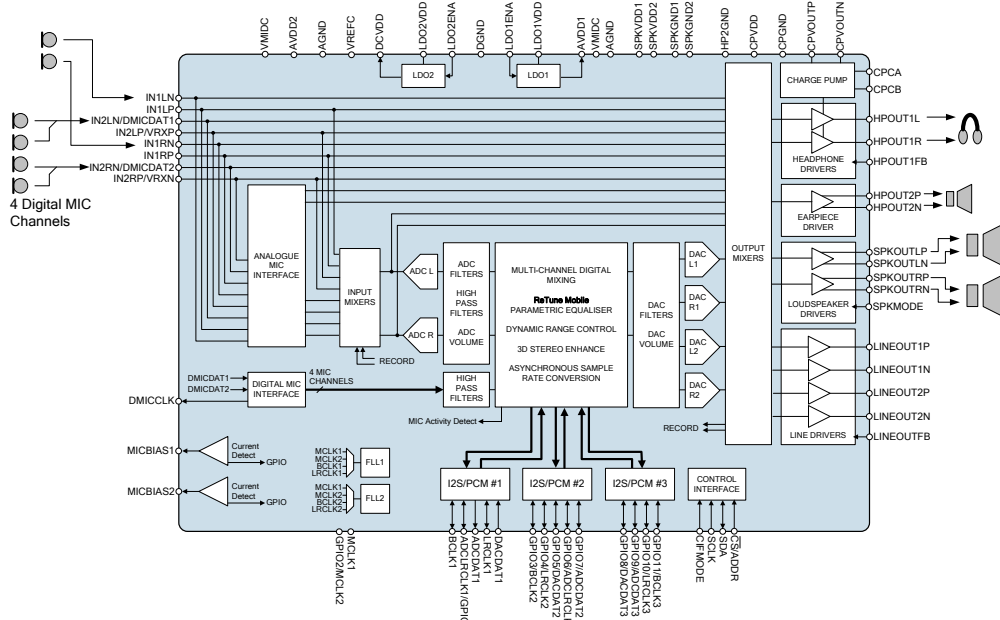 VMIDC
AVDD2
AGND
VREFC
DCVDD
LDO2VDD
LDO2ENA
DGND
LDO1ENA
LDO1VDD
AVDD1
VMIDC
AGND
SPKVDD1
SPKVDD2
SPKGND1
SPKGND2
HP2GND
CPVDD
CPGND
CPVOUTP
CPVOUTN
LDO2
LDO1
CHARGE PUMP
CPCA
CPCB
IN1LN
IN1LP
IN2LN/DMICDAT1
IN2LP/VRXP
IN1RN
IN1RP
IN2RN/DMICDAT2
IN2RP/VRXN
4 Digital MIC
Channels
HPOUT1L
HPOUT1R
HPOUT1FB
HEADPHONE
DRIVERS
HPOUT2P
HPOUT2N
EARPIECE
DRIVER
SPKOUTLP
SPKOUTLN
SPKOUTRP
SPKOUTRN
SPKMODE
LOUDSPEAKER
DRIVERS
LINEOUT1P
LINEOUT1N
LINEOUT2P
LINEOUT2N
LINEOUTFB
LINE DRIVERS
ANALOGUE
MIC
INTERFACE
INPUT
MIXERS
RECORD
ADC L
ADC R
ADC
FILTERS
HIGH
PASS
FILTERS
ADC
VOLUME
MULTI-CHANNEL DIGITAL
MIXING
ReTune Mobile
PARAMETRIC EQUALISER
DYNAMIC RANGE CONTROL
3D STEREO ENHANCE
ASYNCHRONOUS SAMPLE
RATE CONVERSION
DAC
FILTERS
DAC
VOLUME
DAC
L1
DAC
R1
DAC
L2
DAC
R2
OUTPUT
MIXERS
RECORD
DMICDAT1
DMICDAT2
DMICCLK
DIGITAL MIC
INTERFACE
4 MIC
CHANNELS
HIGH
PASS
FILTERS
MIC Activity Detect
MICBIAS1
Current
Detect
GPIO
MICBIAS2
Current
Detect
GPIO
MCLK1
MCLK2
BCLK1
LRCLK1
FLL1
MCLK1
MCLK2
BCLK2
LRCLK2
FLL2
I2S/PCM #1
I2S/PCM #2
I2S/PCM #3
CONTROL
INTERFACE
GPIO2/MCLK2
MCLK1
BCLK1
ADCLRCLK1/GPIO
ADCDAT1
LRCLK1
DACDAT1
GPIO3/BCLK2
GPIO4/LRCLK2
GPIO5/DACDAT2
GPIO6/ADCLRCLK
GPIO7/ADCDAT2
GPIO8/DACDAT3
GPIO9/ADCDAT3
GPIO10/LRCLK3
GPIO11/BCLK3
CIFMODE
SCLK
SDA
CS/ADDR